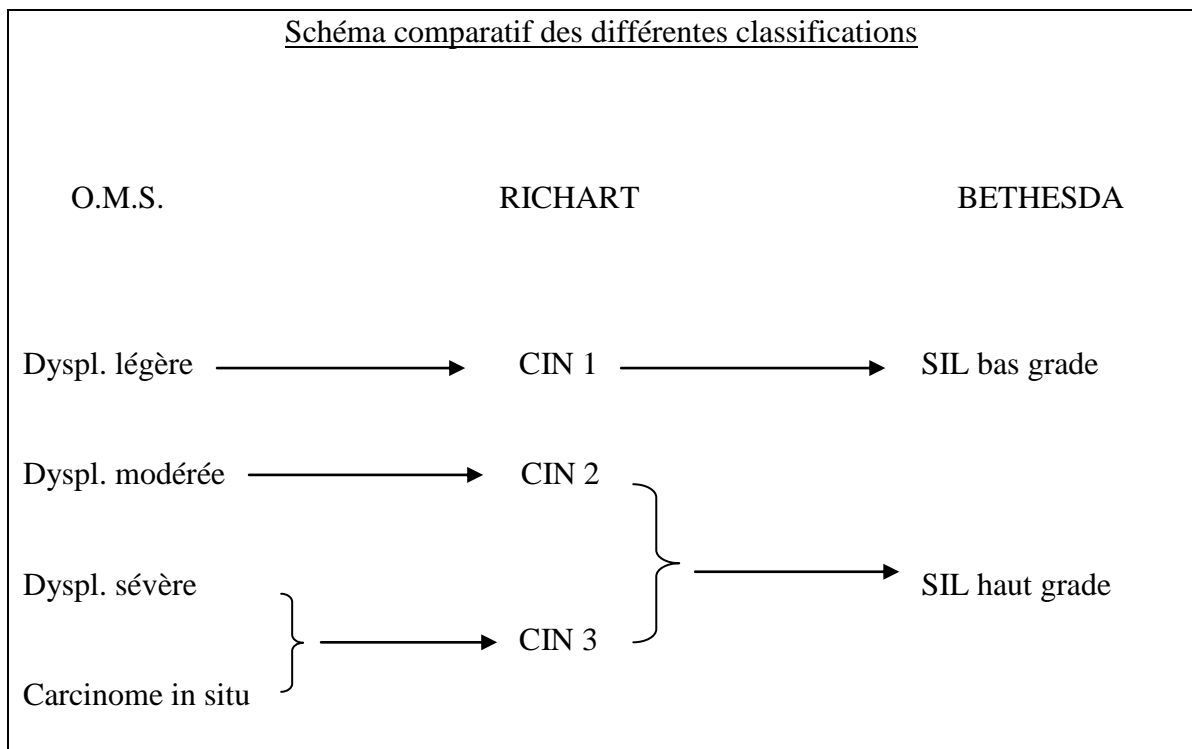 Schéma comparatif des différentes classifications
O.M.S. RICHART BETHESDA
Dyspl. légère CIN 1 SIL bas grade
Dyspl. modérée CIN 2
Dyspl. sévère SIL haut grade
CIN 3
Carcinome in situ